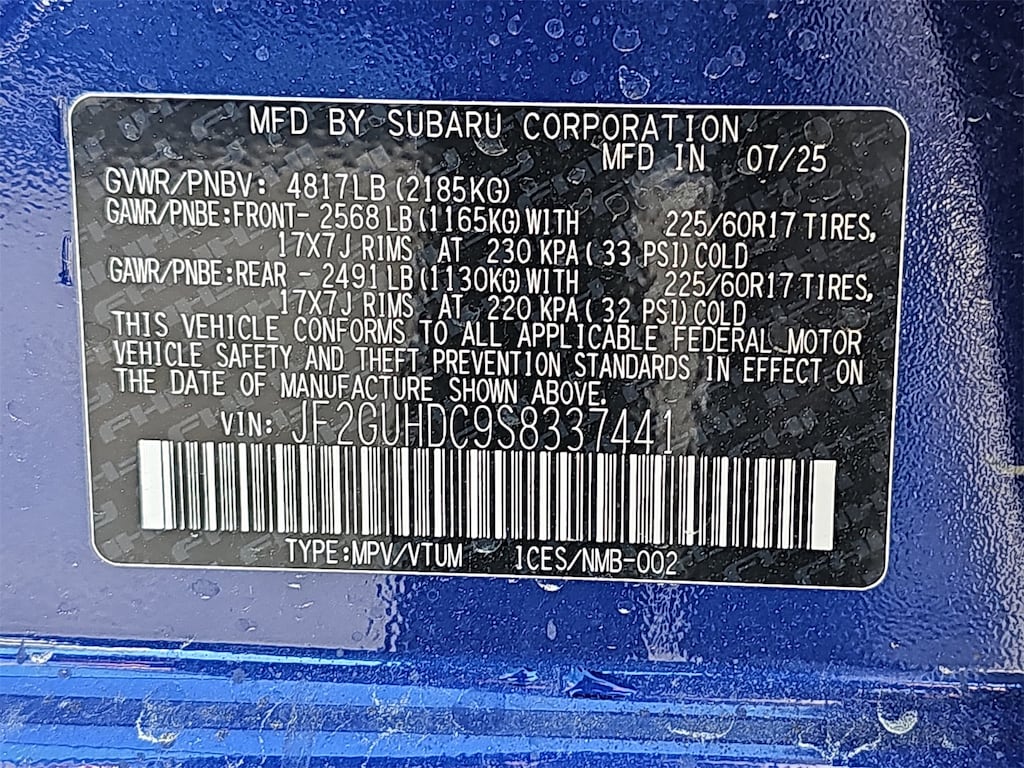 MFD BY SUBARU CORPORATION
MFD IN 07/25
GVWR/PNBV: 4817LB (2185KG)
GAWR/PNBE:FRONT- 2568 LB (1165KG) WITH 225/60R17 TIRES,
17X7J RIMS AT 230 KPA ( 33 PSI) COLD
GAWR/PNBE:REAR - 2491 LB (1130KG) WITH 225/60R17 TIRES,
17X7J RIMS AT 220 KPA ( 32 PSI) COLD
THIS VEHICLE CONFORMS TO ALL APPLICABLE FEDERAL MOTOR
VEHICLE SAFETY AND THEFT PREVENTION STANDARDS IN EFFECT ON
THE DATE OF MANUFACTURE SHOWN ABOVE.
VIN: JF2GUHDC9S8337441
TYPE:MPV/VTUM ICES/NMB-002